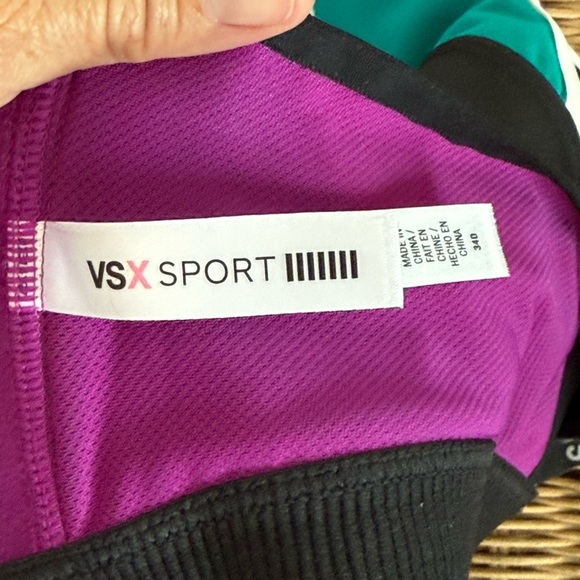 VSX SPORT
MADE IN
CHINA/
FAIT EN
CHINE/
HECHO EN
CHINA
34D